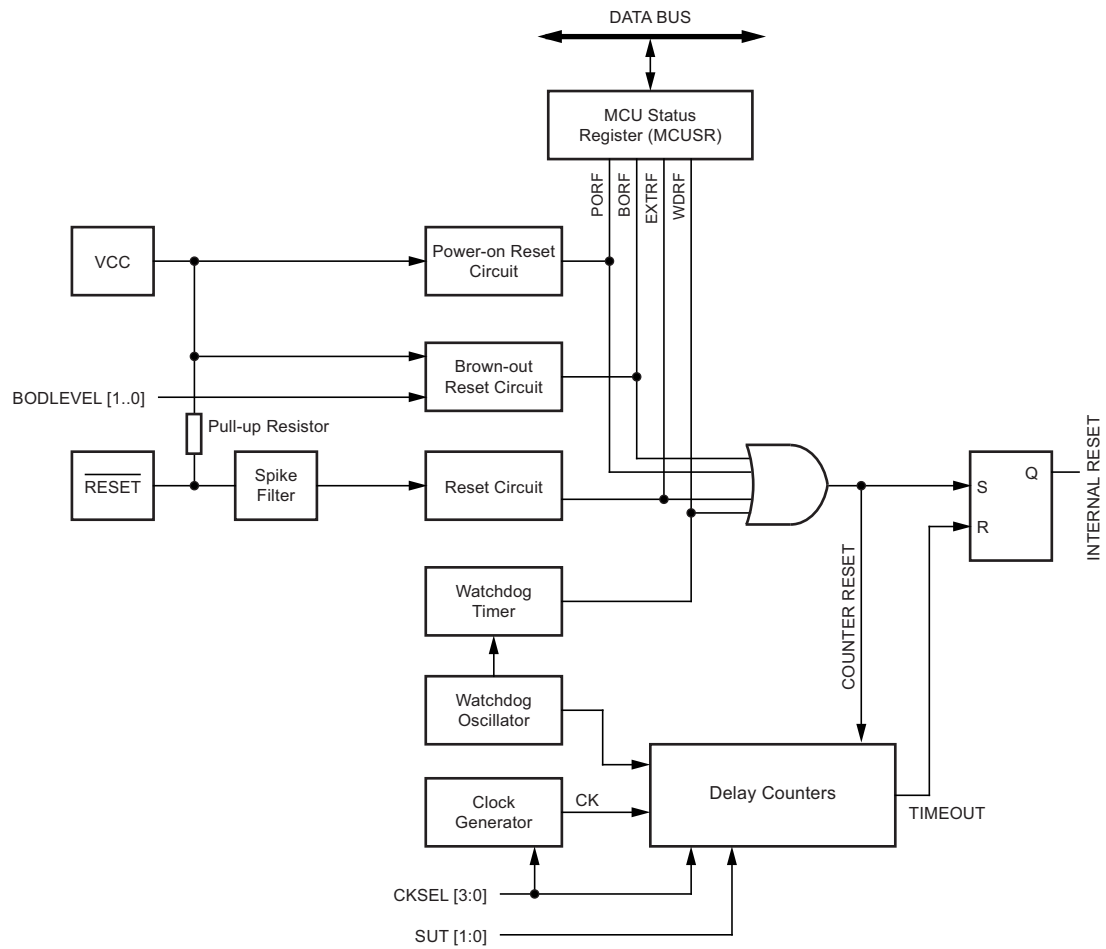 DATA BUS
MCU Status
Register (MCUSR)
PORF
BORF
EXTRF
WDRF
VCC
Power-on Reset
Circuit
Brown-out
Reset Circuit
BODLEVEL [1..0]
Pull-up Resistor
RESET
Spike
Filter
Reset Circuit
S
Q
R
INTERNAL RESET
Watchdog
Timer
COUNTER RESET
Watchdog
Oscillator
Clock
Generator
CK
Delay Counters
TIMEOUT
CKSEL [3:0]
SUT [1:0]